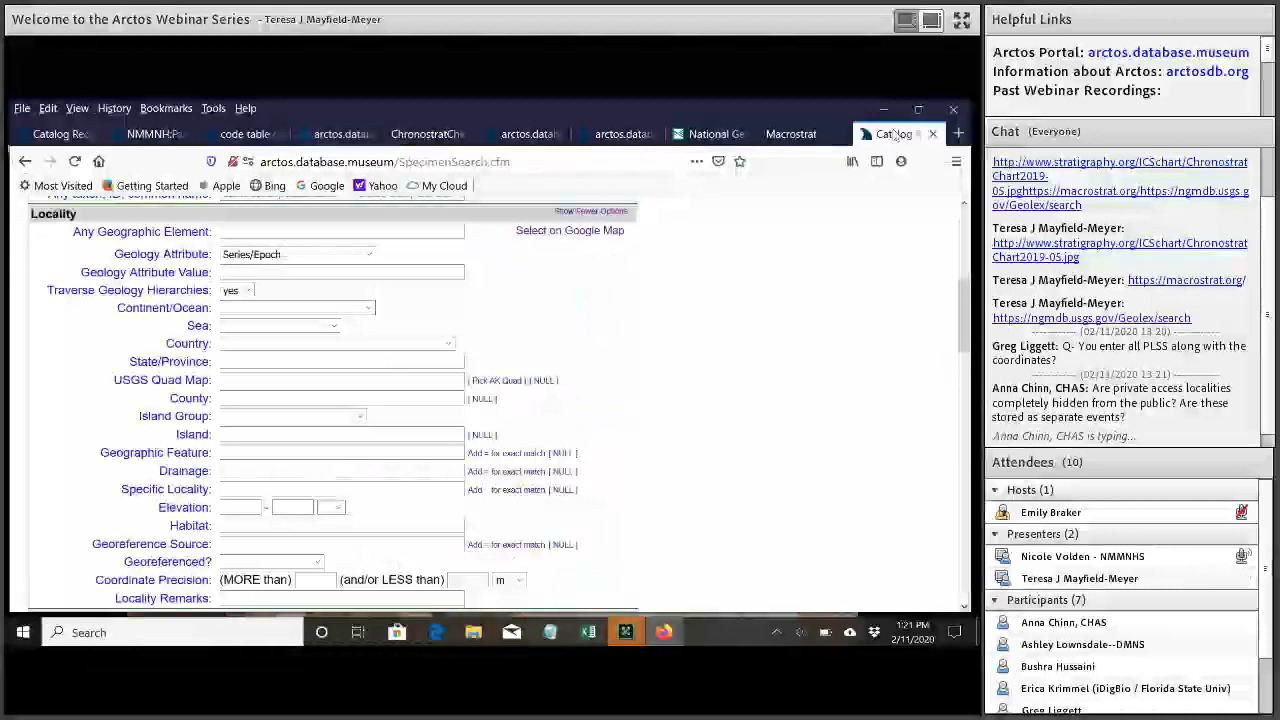 Welcome to the Arctos Webinar Series - Teresa J Mayfield-Meyer
File Edit View History Bookmarks Tools Help
Catalog Rec NMMNH:Pa code table arctos.data ChronostratCha arctos.datab arctos.datab National Ge Macrostrat Catalog
arctos.database.museum/SpecimenSearch.cfm
Most Visited Getting Started Apple Bing Google Yahoo My Cloud
Any taxon, ID, common name:
Locality Show Fewer Options
Any Geographic Element: Select on Google Map
Geology Attribute: Series/Epoch
Geology Attribute Value:
Traverse Geology Hierarchies: yes
Continent/Ocean:
Sea:
Country:
State/Province:
USGS Quad Map: [ Pick AK Quad ] [ NULL ]
County: [ NULL ]
Island Group:
Island: [ NULL ]
Geographic Feature: Add = for exact match [ NULL ]
Drainage: Add = for exact match [ NULL ]
Specific Locality: Add = for exact match [ NULL ]
Elevation: -
Habitat:
Georeference Source: Add = for exact match [ NULL ]
Georeferenced?
Coordinate Precision: (MORE than) (and/or LESS than) m
Locality Remarks:
Search
1:21 PM
2/11/2020
Helpful Links
Arctos Portal: arctos.database.museum
Information about Arctos: arctosdb.org
Past Webinar Recordings:
Chat (Everyone)
http://www.stratigraphy.org/ICSchart/Chronostrat
Chart2019-
05.jpghttps://macrostrat.org/https://ngmdb.usgs.g
ov/Geolex/search
Teresa J Mayfield-Meyer:
http://www.stratigraphy.org/ICSchart/Chronostrat
Chart2019-05.jpg
Teresa J Mayfield-Meyer: https://macrostrat.org/
Teresa J Mayfield-Meyer:
https://ngmdb.usgs.gov/Geolex/search
(02/11/2020 13:20)
Greg Liggett: Q- You enter all PLSS along with the
coordinates?
(02/11/2020 13:21)
Anna Chinn, CHAS: Are private access localities
completely hidden from the public? Are these
stored as separate events?
Anna Chinn, CHAS is typing...
Attendees (10)
Hosts (1)
Emily Braker
Presenters (2)
Nicole Volden - NMMNHS
Teresa J Mayfield-Meyer
Participants (7)
Anna Chinn, CHAS
Ashley Lownsdale--DMNS
Bushra Hussaini
Erica Krimmel (iDigBio / Florida State Univ)
Greg Liggett